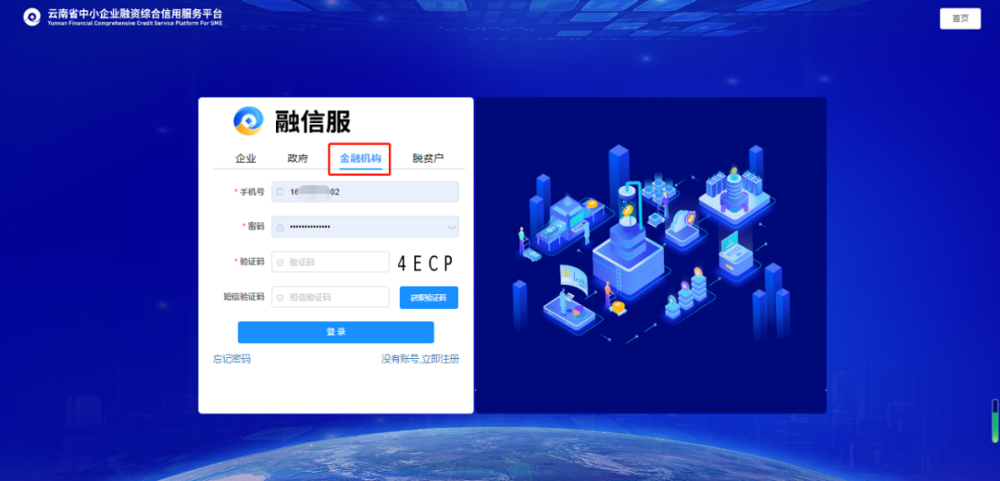 云南省中小企业融资综合信用服务平台
Yunnan Financial Comprehensive Credit Service Platform For SME
首页
融信服
企业 政府 金融机构 脱贫户
* 手机号 16 02
* 密码 ••••••••••••••
* 验证码 验证码 4ECP
短信验证码 短信验证码 获取验证码
登 录
忘记密码 没有账号,立即注册